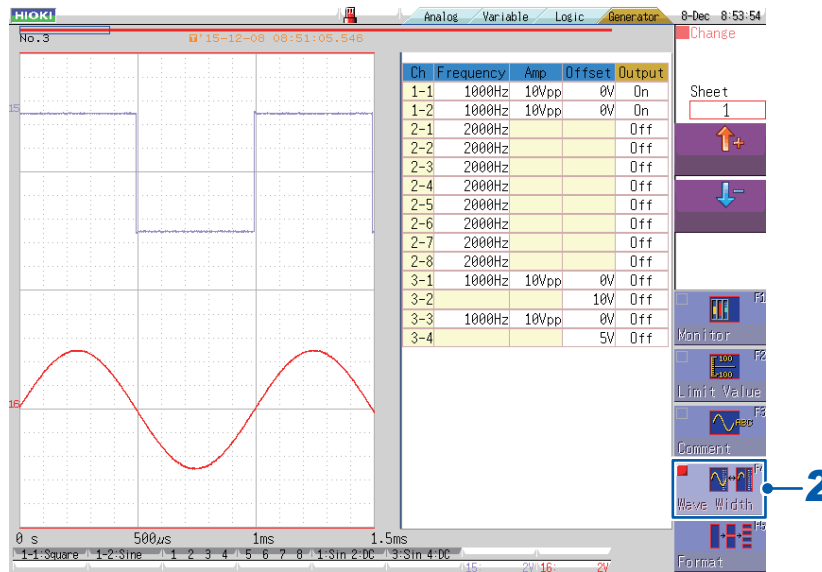 HIOKI Analog Variable Logic Generator 8-Dec 8:53:54
No.3 '15-12-08 08:51:05.546 Change
Ch Frequency Amp Offset Output
1-1 1000Hz 10Vpp 0V On
1-2 1000Hz 10Vpp 0V On
2-1 2000Hz Off
2-2 2000Hz Off
2-3 2000Hz Off
2-4 2000Hz Off
2-5 2000Hz Off
2-6 2000Hz Off
2-7 2000Hz Off
2-8 2000Hz Off
3-1 1000Hz 10Vpp 0V Off
3-2 10V Off
3-3 1000Hz 10Vpp 0V Off
3-4 5V Off
Sheet
1
+
-
15
16
F1
Monitor
F2
100
-100
Limit Value
F3
ABC
Comment
F4
Wave Width
2
F5
Format
0 s 500μs 1ms 1.5ms
1-1:Square 1-2:Sine 1 2 3 4 5 6 7 8 1:Sin 2:DC 3:Sin 4:DC
15: 2V 16: 2V